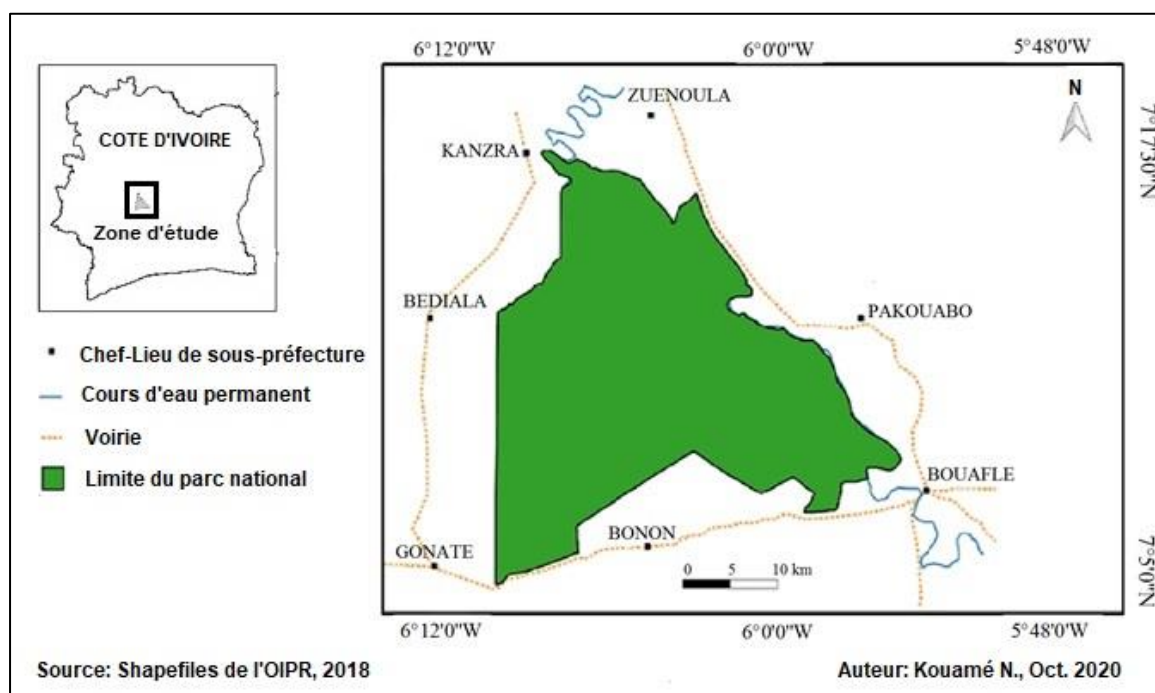 6°12'0"W
6°0'0"W
5°48'0"W
COTE D'IVOIRE
Zone d'étude
Chef-Lieu de sous-préfecture
Cours d'eau permanent
Voirie
Limite du parc national
N
ZUENOULA
KANZRA
BEDIALA
PAKOUABO
BOUAFLE
BONON
GONATE
0 5 10 km
7°17'30"N
7°5'0"N
6°12'0"W
6°0'0"W
5°48'0"W
Source: Shapefiles de l'OIPR, 2018
Auteur: Kouamé N., Oct. 2020